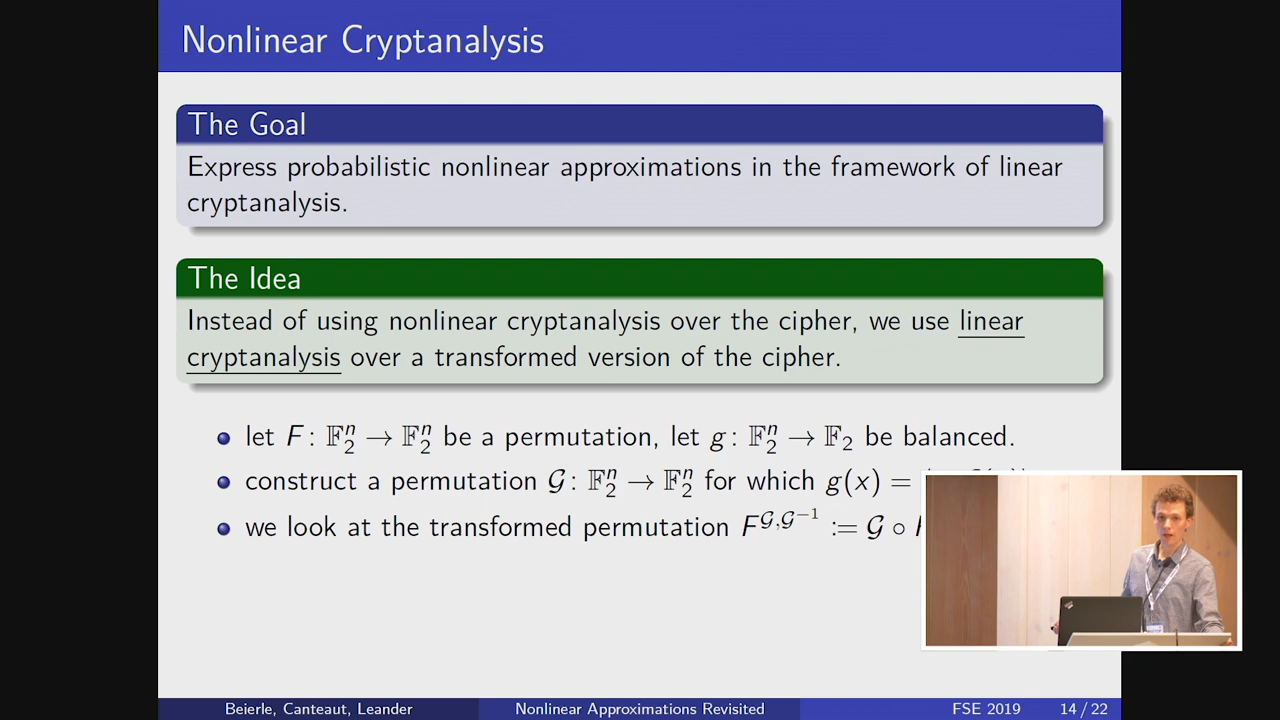 Nonlinear Cryptanalysis
The Goal
Express probabilistic nonlinear approximations in the framework of linear
cryptanalysis.
The Idea
Instead of using nonlinear cryptanalysis over the cipher, we use linear
cryptanalysis over a transformed version of the cipher.
let F: 𝔽₂ⁿ → 𝔽₂ⁿ be a permutation, let g: 𝔽₂ⁿ → 𝔽₂ be balanced.
construct a permutation 𝒢: 𝔽₂ⁿ → 𝔽₂ⁿ for which g(x) =
we look at the transformed permutation F^{𝒢,𝒢⁻¹} := 𝒢 ∘
Beierle, Canteaut, Leander Nonlinear Approximations Revisited FSE 2019 14 / 22